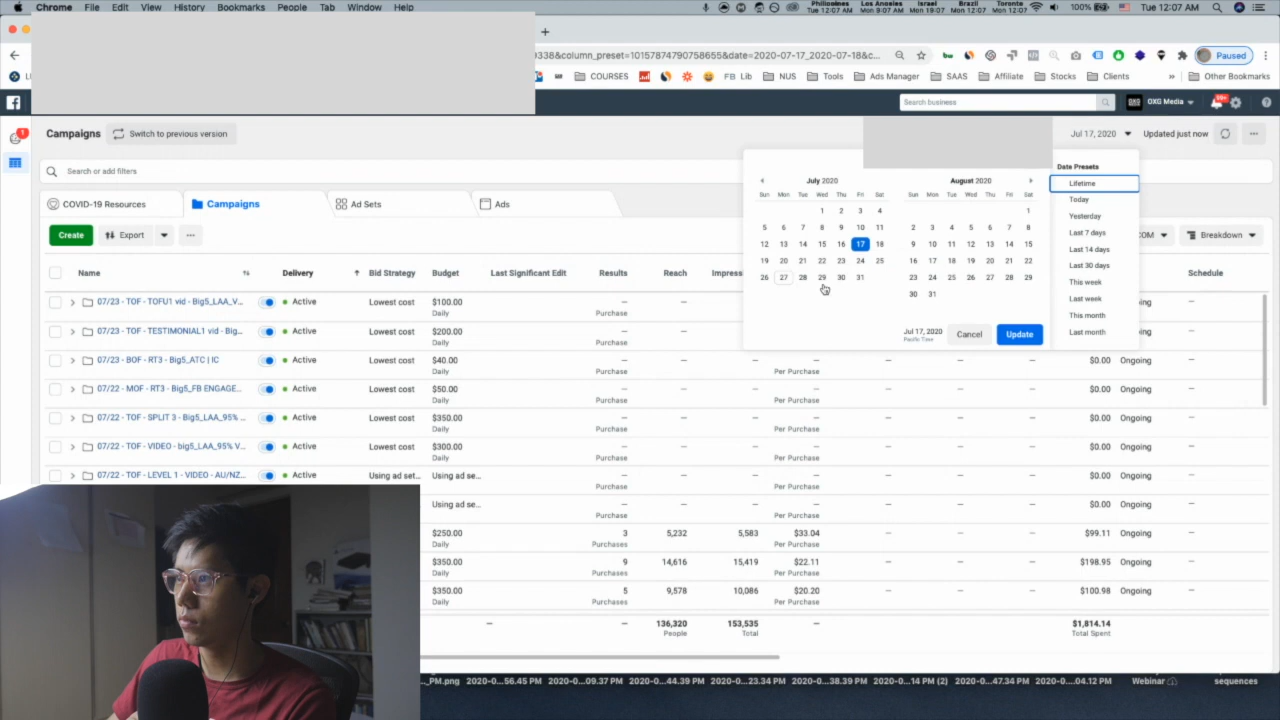 Chrome File Edit View History Bookmarks People Tab Window Help
Philippines 12:07 AM Los Angeles Mon 9:07 AM Israel Mon 19:07 Brazil Mon 12:07 Toronto Mon 12:07 100% Tue 12:07 AM
9338&column_preset=10157874790758655&date=2020-07-17_2020-07-18&c... Paused
COURSES FB Lib NUS Tools Ads Manager SAAS Affiliate Stocks Clients » Other Bookmarks
Search business OXG OXG Media 99+
1 Campaigns Switch to previous version Jul 17, 2020 Updated just now
Search or add filters
COVID-19 Resources Campaigns Ad Sets Ads
Create Export COM Breakdown
Name Delivery Bid Strategy Budget Last Significant Edit Results Reach Impress Schedule
July 2020 August 2020
Sun Mon Tue Wed Thu Fri Sat Sun Mon Tue Wed Thu Fri Sat
1 2 3 4 1
5 6 7 8 9 10 11 2 3 4 5 6 7 8
12 13 14 15 16 17 18 9 10 11 12 13 14 15
19 20 21 22 23 24 25 16 17 18 19 20 21 22
26 27 28 29 30 31 23 24 25 26 27 28 29
30 31
Jul 17, 2020
Pacific Time
Cancel Update
Date Presets
Lifetime
Today
Yesterday
Last 7 days
Last 14 days
Last 30 days
This week
Last week
This month
Last month
07/23 - TOF - TOFU1 vid - Big5_LAA_V... Active Lowest cost $100.00 — — — ing —
Daily Purchase
07/23 - TOF - TESTIMONIAL1 vid - Big... Active Lowest cost $200.00 — — — ing —
Daily Purchase
07/23 - BOF - RT3 - Big5_ATC | IC Active Lowest cost $40.00 — — — — — — — $0.00 Ongoing —
Daily Purchase Per Purchase
07/22 - MOF - RT3 - Big5_FB ENGAGE... Active Lowest cost $50.00 — — — — — — — $0.00 Ongoing —
Daily Purchase Per Purchase
07/22 - TOF - SPLIT 3 - Big5_LAA_95% ... Active Lowest cost $350.00 — — — — — — — $0.00 Ongoing —
Daily Purchase Per Purchase
07/22 - TOF - VIDEO - big5_LAA_95% V... Active Lowest cost $300.00 — — — — — — — $0.00 Ongoing —
Daily Purchase Per Purchase
07/22 - TOF - LEVEL 1 - VIDEO - AU/NZ... Active Using ad set... Using ad se... — — — — — — — $0.00 Ongoing —
Purchase Per Purchase
Using ad se... — — — — — — — $0.00 Ongoing —
Purchase Per Purchase
$250.00 3 5,232 5,583 $33.04 — — — $99.11 Ongoing —
Daily Purchases Per Purchase
$350.00 9 14,616 15,419 $22.11 — — — $198.95 Ongoing —
Daily Purchases Per Purchase
$350.00 5 9,578 10,086 $20.20 — — — $100.98 Ongoing —
Daily Purchases Per Purchase
— — 136,320 153,535 — — — — $1,814.14
People Total Total Spent
_PM.png 2020-0...56.45 PM 2020-0...09.37 PM 2020-0...44.39 PM 2020-0...23.34 PM 2020-0...38.39 PM 2020-0...14 PM (2) 2020-0...47.34 PM 2020-0....04.12 PM Webinar sequences